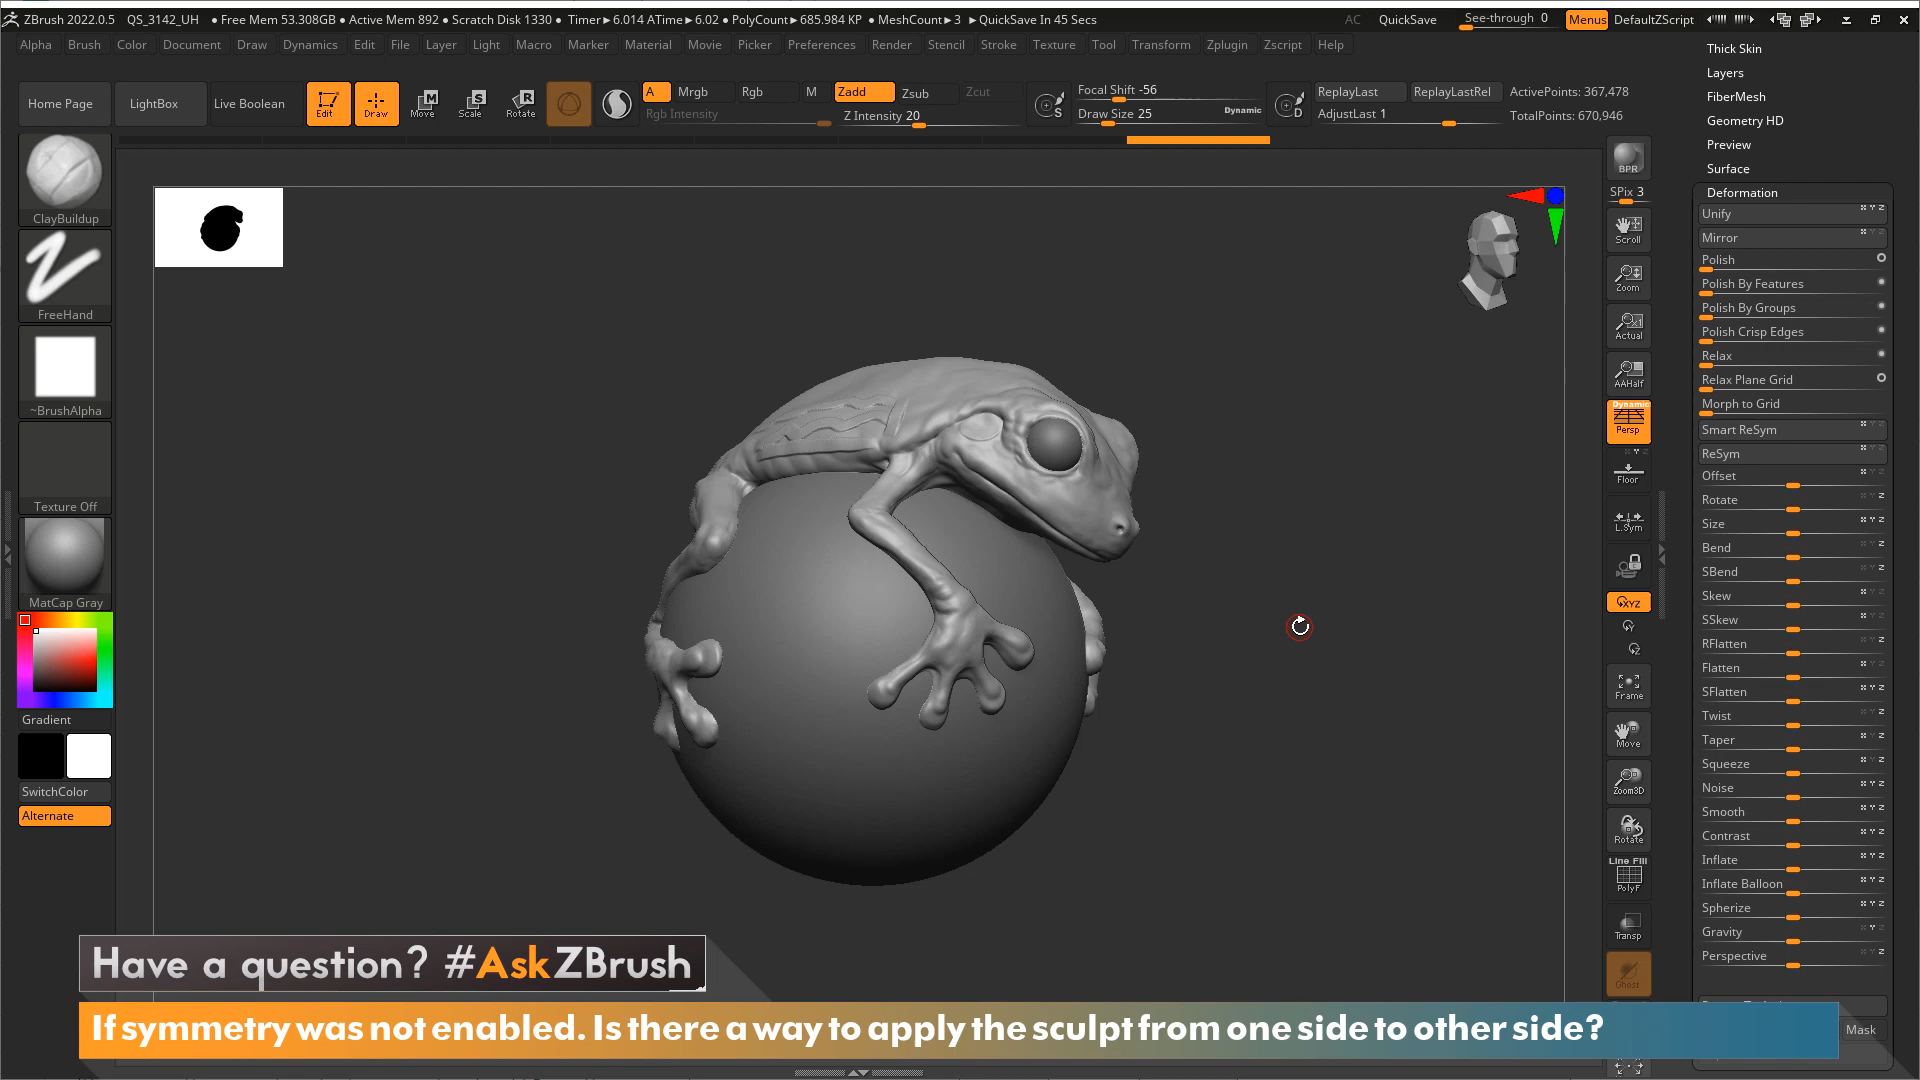 ZBrush 2022.0.5 QS_3142_UH • Free Mem 53.308GB • Active Mem 892 • Scratch Disk 1330 • Timer▶6.014 ATime▶6.02 • PolyCount▶685.984 KP • MeshCount▶3 ▶QuickSave In 45 Secs AC QuickSave See-through 0 Menus DefaultZScript
Alpha Brush Color Document Draw Dynamics Edit File Layer Light Macro Marker Material Movie Picker Preferences Render Stencil Stroke Texture Tool Transform Zplugin Zscript Help
Home Page LightBox Live Boolean Edit Draw Move Scale Rotate
A Mrgb Rgb M Zadd Zsub Zcut
Rgb Intensity Z Intensity 20
Focal Shift -56
Draw Size 25 Dynamic
S D
ReplayLast ReplayLastRel ActivePoints: 367,478
AdjustLast 1 TotalPoints: 670,946
ClayBuildup
FreeHand
~BrushAlpha
Texture Off
MatCap Gray
Gradient
SwitchColor
Alternate
BPR
SPix 3
Scroll
Zoom
Actual
AAHalf
Dynamic
Persp
Floor
L.Sym
XYZ
Frame
Move
Zoom3D
Rotate
Line Fill
PolyF
Transp
Ghost
Thick Skin
Layers
FiberMesh
Geometry HD
Preview
Surface
Deformation
Unify
Mirror
Polish
Polish By Features
Polish By Groups
Polish Crisp Edges
Relax
Relax Plane Grid
Morph to Grid
Smart ReSym
ReSym
Offset
Rotate
Size
Bend
SBend
Skew
SSkew
RFlatten
Flatten
SFlatten
Twist
Taper
Squeeze
Noise
Smooth
Contrast
Inflate
Inflate Balloon
Spherize
Gravity
Perspective
Mask
Have a question? #AskZBrush
If symmetry was not enabled. Is there a way to apply the sculpt from one side to other side?